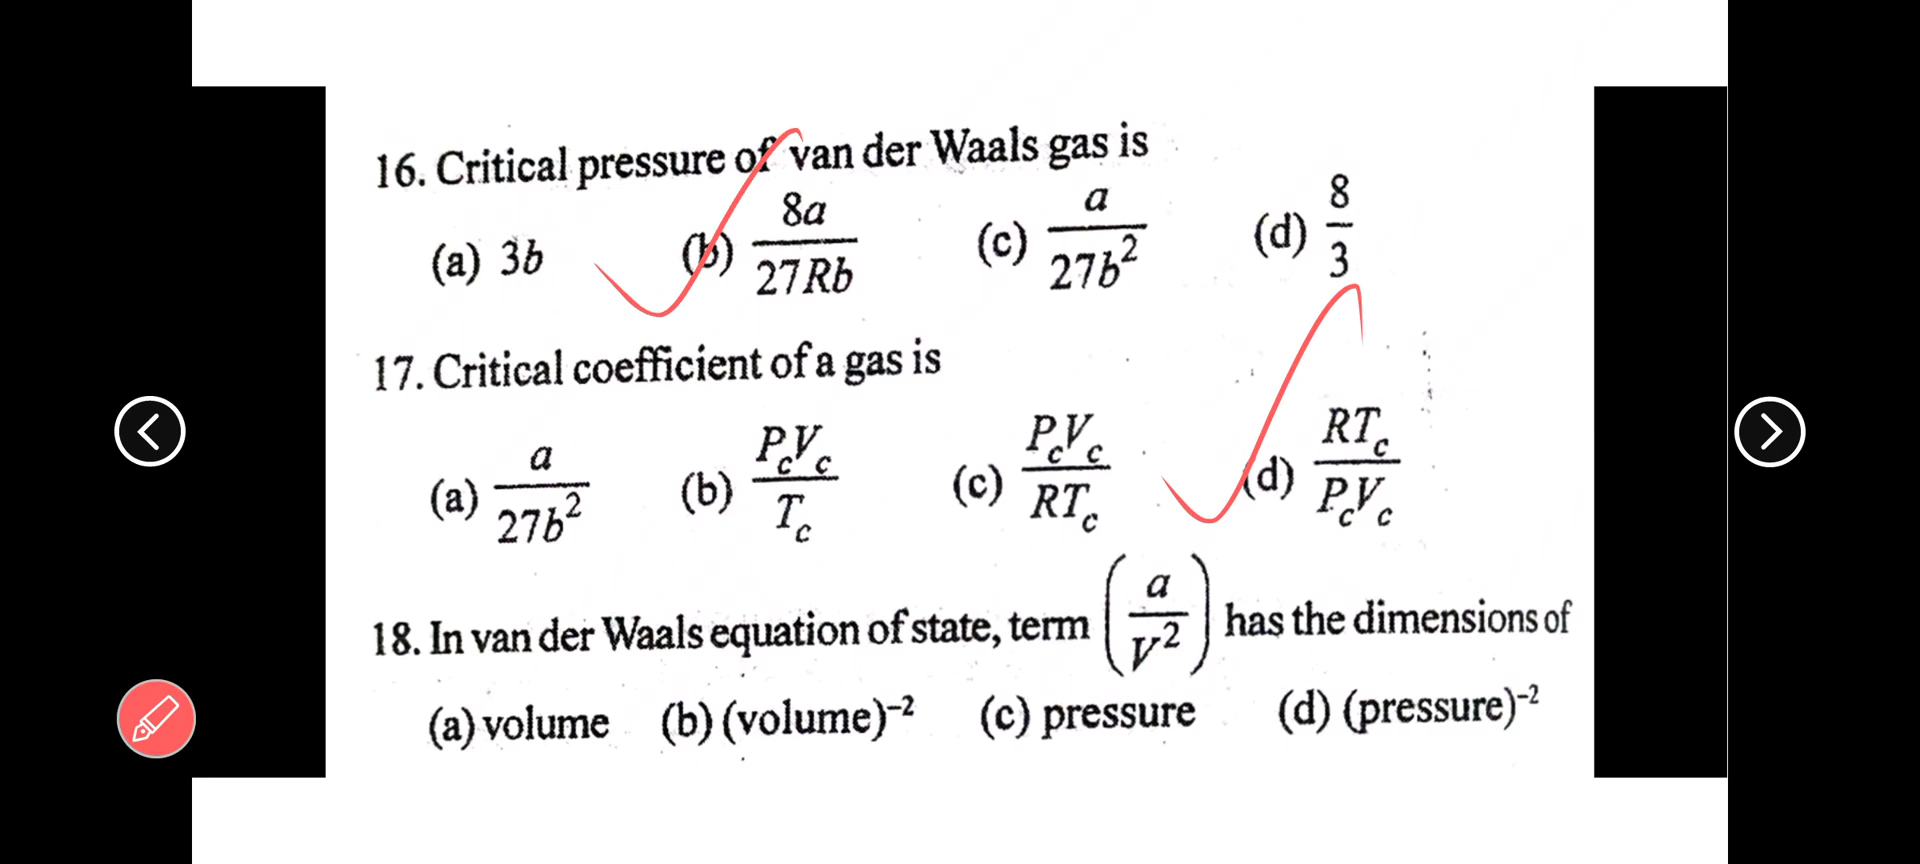 16. Critical pressure of van der Waals gas is
(a) 3b (b) 8a/27Rb (c) a/27b² (d) 8/3
17. Critical coefficient of a gas is
(a) a/27b² (b) PcVc/Tc (c) PcVc/RTc (d) RTc/PcVc
18. In van der Waals equation of state, term (a/V²) has the dimensions of
(a) volume (b) (volume)⁻² (c) pressure (d) (pressure)⁻²